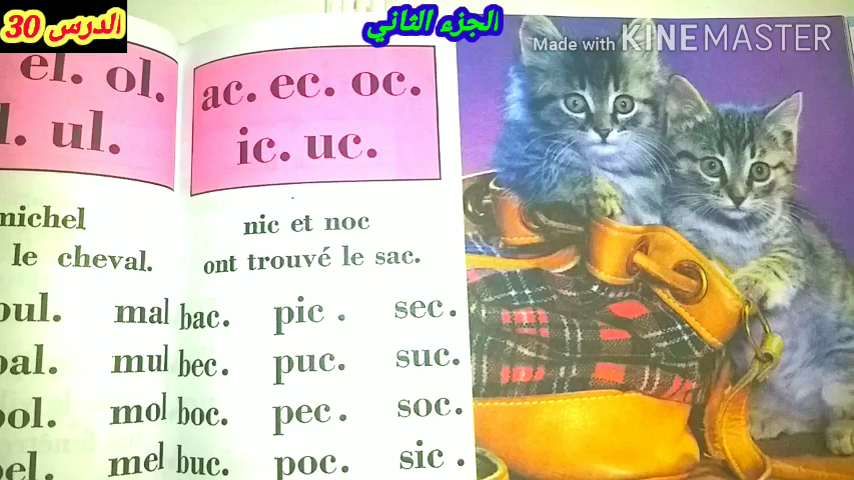 الدرس 30
الجزء الثاني
Made with KINEMASTER
el. ol.
ul.
michel
le cheval.
mal
mul
mol
mel
ac. ec. oc.
ic. uc.
nic et noc
ont trouvé le sac.
bac. pic . sec.
bec. puc. suc.
boc. pec . soc.
buc. poc. sic .